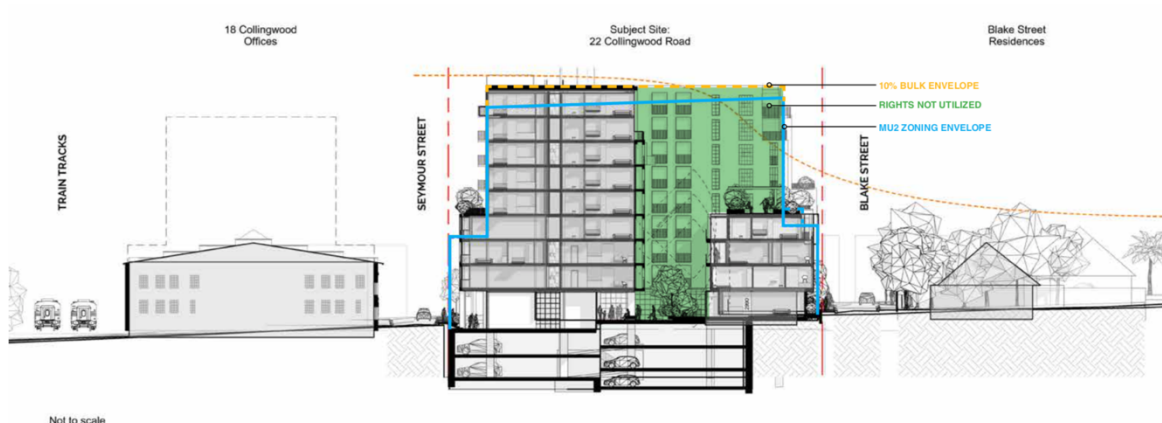 18 Collingwood
Offices
Subject Site:
22 Collingwood Road
Blake Street
Residences
10% BULK ENVELOPE
RIGHTS NOT UTILIZED
MU2 ZONING ENVELOPE
TRAIN TRACKS
SEYMOUR STREET
BLAKE STREET
Not to scale